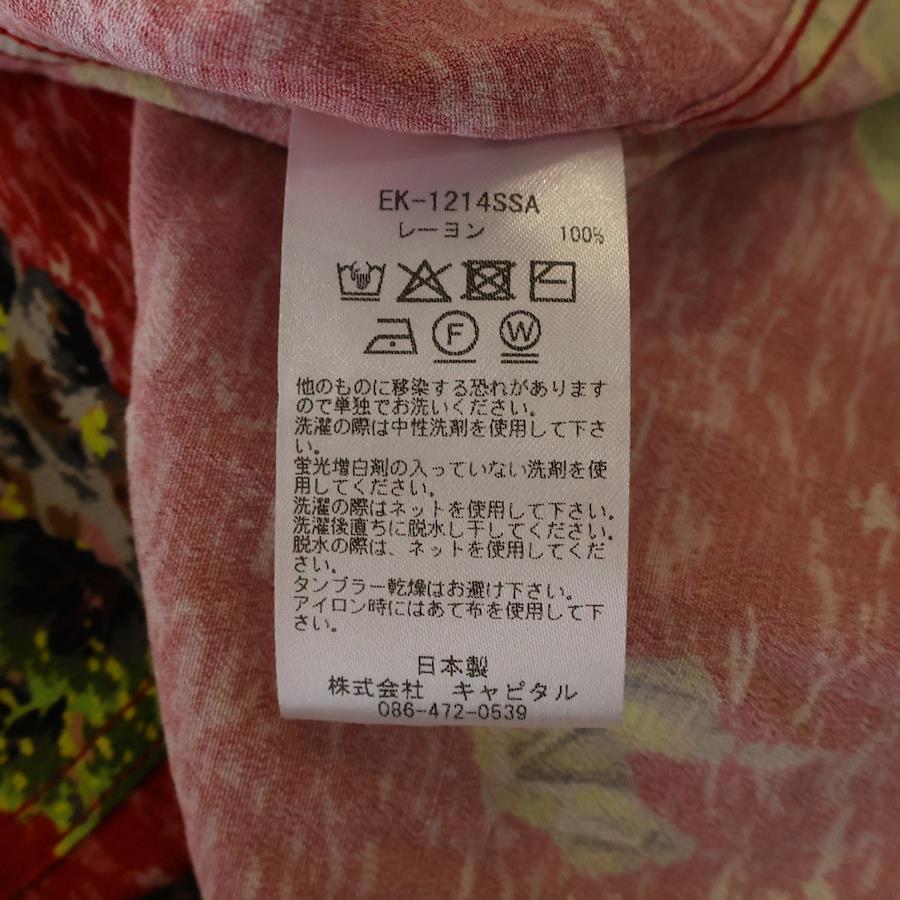 EK-1214SSA
レーヨン 100%
F W
他のものに移染する恐れがあります
ので単独でお洗いください。
洗濯の際は中性洗剤を使用して下さ
い。
蛍光増白剤の入っていない洗剤を使
用してください。
洗濯の際はネットを使用して下さい。
洗濯後直ちに脱水し干してください。
脱水の際は、ネットを使用してくだ
さい。
タンブラー乾燥はお避け下さい。
アイロン時にはあて布を使用して下
さい。
日本製
株式会社 キャピタル
086-472-0539